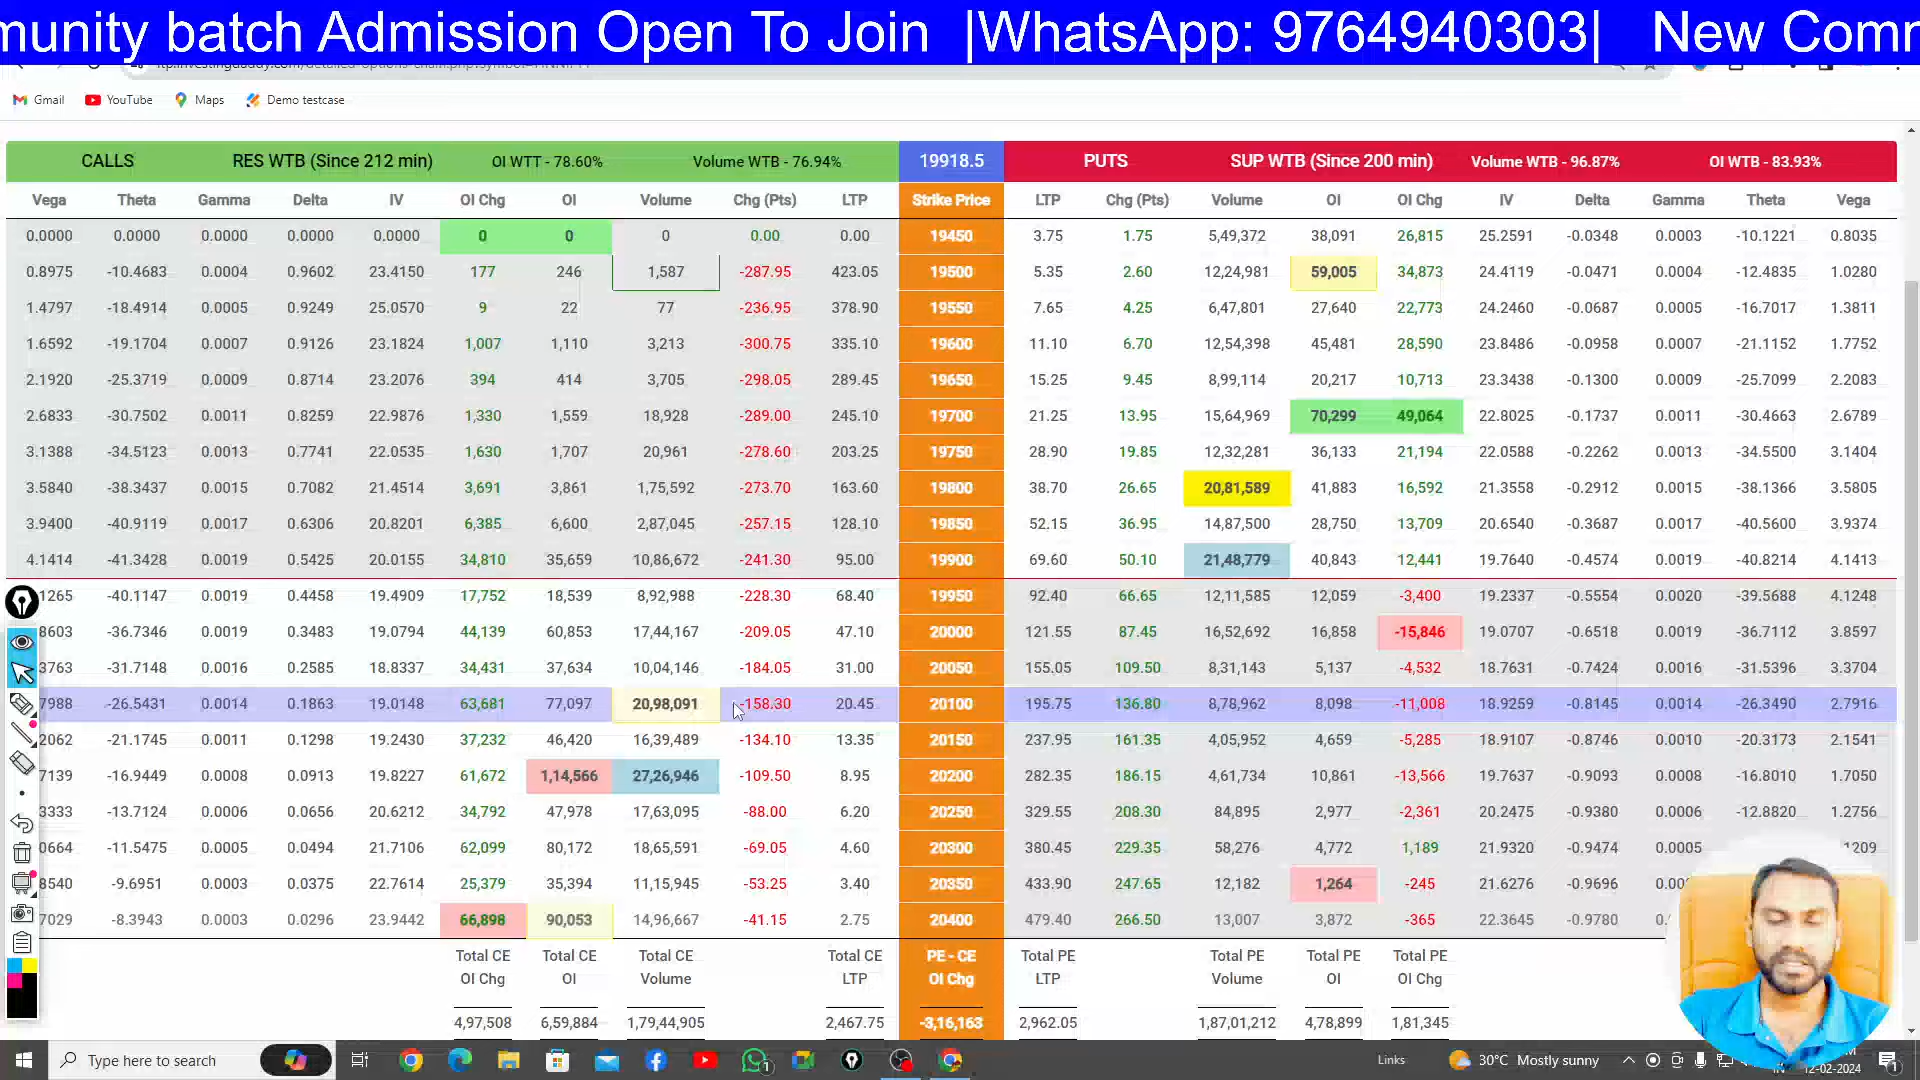 munity batch Admission Open To Join |WhatsApp: 9764940303| New Comm
Gmail YouTube Maps Demo testcase
CALLS RES WTB (Since 212 min) OI WTT - 78.60% Volume WTB - 76.94% 19918.5 PUTS SUP WTB (Since 200 min) Volume WTB - 96.87% OI WTB - 83.93%
Vega Theta Gamma Delta IV OI Chg OI Volume Chg (Pts) LTP Strike Price LTP Chg (Pts) Volume OI OI Chg IV Delta Gamma Theta Vega
0.0000 0.0000 0.0000 0.0000 0.0000 0 0 0 0.00 0.00 19450 3.75 1.75 5,49,372 38,091 26,815 25.2591 -0.0348 0.0003 -10.1221 0.8035
0.8975 -10.4683 0.0004 0.9602 23.4150 177 246 1,587 -287.95 423.05 19500 5.35 2.60 12,24,981 59,005 34,873 24.4119 -0.0471 0.0004 -12.4835 1.0280
1.4797 -18.4914 0.0005 0.9249 25.0570 9 22 77 -236.95 378.90 19550 7.65 4.25 6,47,801 27,640 22,773 24.2460 -0.0687 0.0005 -16.7017 1.3811
1.6592 -19.1704 0.0007 0.9126 23.1824 1,007 1,110 3,213 -300.75 335.10 19600 11.10 6.70 12,54,398 45,481 28,590 23.8486 -0.0958 0.0007 -21.1152 1.7752
2.1920 -25.3719 0.0009 0.8714 23.2076 394 414 3,705 -298.05 289.45 19650 15.25 9.45 8,99,114 20,217 10,713 23.3438 -0.1300 0.0009 -25.7099 2.2083
2.6833 -30.7502 0.0011 0.8259 22.9876 1,330 1,559 18,928 -289.00 245.10 19700 21.25 13.95 15,64,969 70,299 49,064 22.8025 -0.1737 0.0011 -30.4663 2.6789
3.1388 -34.5123 0.0013 0.7741 22.0535 1,630 1,707 20,961 -278.60 203.25 19750 28.90 19.85 12,32,281 36,133 21,194 22.0588 -0.2262 0.0013 -34.5500 3.1404
3.5840 -38.3437 0.0015 0.7082 21.4514 3,691 3,861 1,75,592 -273.70 163.60 19800 38.70 26.65 20,81,589 41,883 16,592 21.3558 -0.2912 0.0015 -38.1366 3.5805
3.9400 -40.9119 0.0017 0.6306 20.8201 6,385 6,600 2,87,045 -257.15 128.10 19850 52.15 36.95 14,87,500 28,750 13,709 20.6540 -0.3687 0.0017 -40.5600 3.9374
4.1414 -41.3428 0.0019 0.5425 20.0155 34,810 35,659 10,86,672 -241.30 95.00 19900 69.60 50.10 21,48,779 40,843 12,441 19.7640 -0.4574 0.0019 -40.8214 4.1413
1265 -40.1147 0.0019 0.4458 19.4909 17,752 18,539 8,92,988 -228.30 68.40 19950 92.40 66.65 12,11,585 12,059 -3,400 19.2337 -0.5554 0.0020 -39.5688 4.1248
8603 -36.7346 0.0019 0.3483 19.0794 44,139 60,853 17,44,167 -209.05 47.10 20000 121.55 87.45 16,52,692 16,858 -15,846 19.0707 -0.6518 0.0019 -36.7112 3.8597
3763 -31.7148 0.0016 0.2585 18.8337 34,431 37,634 10,04,146 -184.05 31.00 20050 155.05 109.50 8,31,143 5,137 -4,532 18.7631 -0.7424 0.0016 -31.5396 3.3704
7988 -26.5431 0.0014 0.1863 19.0148 63,681 77,097 20,98,091 -158.30 20.45 20100 195.75 136.80 8,78,962 8,098 -11,008 18.9259 -0.8145 0.0014 -26.3490 2.7916
2062 -21.1745 0.0011 0.1298 19.2430 37,232 46,420 16,39,489 -134.10 13.35 20150 237.95 161.35 4,05,952 4,659 -5,285 18.9107 -0.8746 0.0010 -20.3173 2.1541
7139 -16.9449 0.0008 0.0913 19.8227 61,672 1,14,566 27,26,946 -109.50 8.95 20200 282.35 186.15 4,61,734 10,861 -13,566 19.7637 -0.9093 0.0008 -16.8010 1.7050
3333 -13.7124 0.0006 0.0656 20.6212 34,792 47,978 17,63,095 -88.00 6.20 20250 329.55 208.30 84,895 2,977 -2,361 20.2475 -0.9380 0.0006 -12.8820 1.2756
0664 -11.5475 0.0005 0.0494 21.7106 62,099 80,172 18,65,591 -69.05 4.60 20300 380.45 229.35 58,276 4,772 1,189 21.9320 -0.9474 0.0005 1209
8540 -9.6951 0.0003 0.0375 22.7614 25,379 35,394 11,15,945 -53.25 3.40 20350 433.90 247.65 12,182 1,264 -245 21.6276 -0.9696
7029 -8.3943 0.0003 0.0296 23.9442 66,898 90,053 14,96,667 -41.15 2.75 20400 479.40 266.50 13,007 3,872 -365 22.3645 -0.9780
Total CE Total CE Total CE Total CE PE - CE Total PE Total PE Total PE Total PE
OI Chg OI Volume LTP OI Chg LTP Volume OI OI Chg
4,97,508 6,59,884 1,79,44,905 2,467.75 -3,16,163 2,962.05 1,87,01,212 4,78,899 1,81,345
Type here to search Links 30°C Mostly sunny
12-02-2024